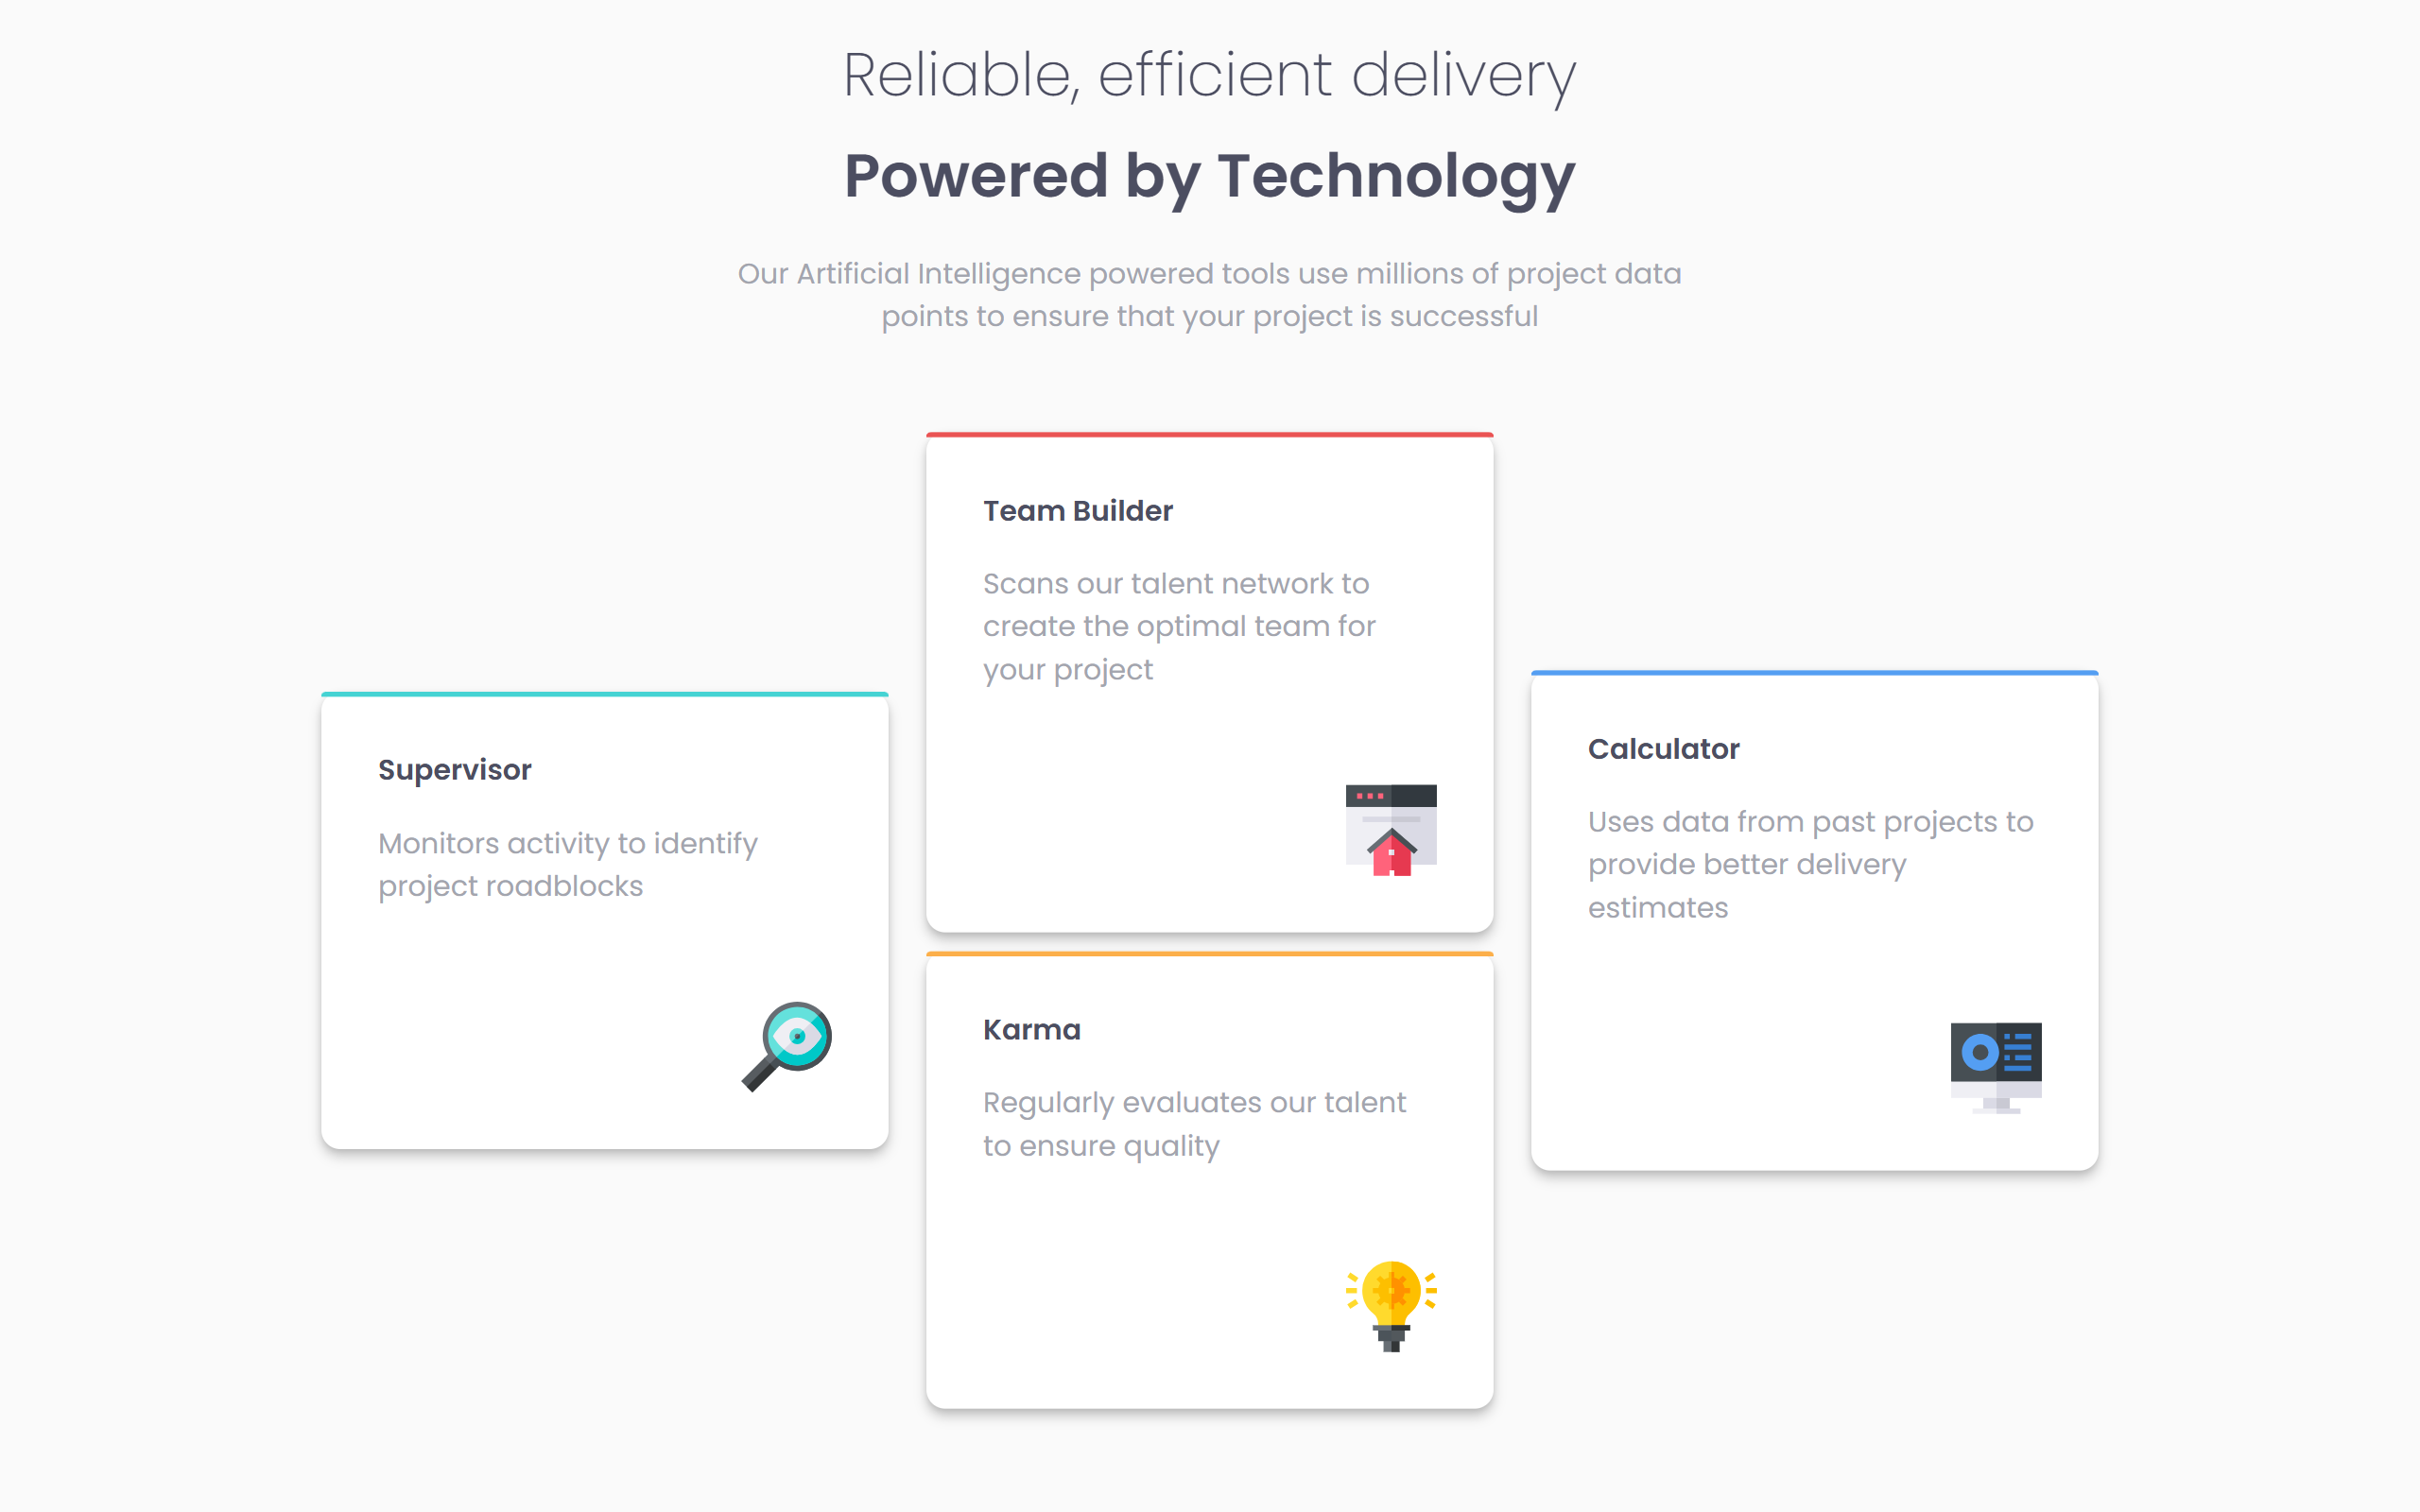 Reliable, efficient delivery
Powered by Technology
Our Artificial Intelligence powered tools use millions of project data
points to ensure that your project is successful
Supervisor
Monitors activity to identify
project roadblocks
Team Builder
Scans our talent network to
create the optimal team for
your project
Karma
Regularly evaluates our talent
to ensure quality
Calculator
Uses data from past projects to
provide better delivery
estimates